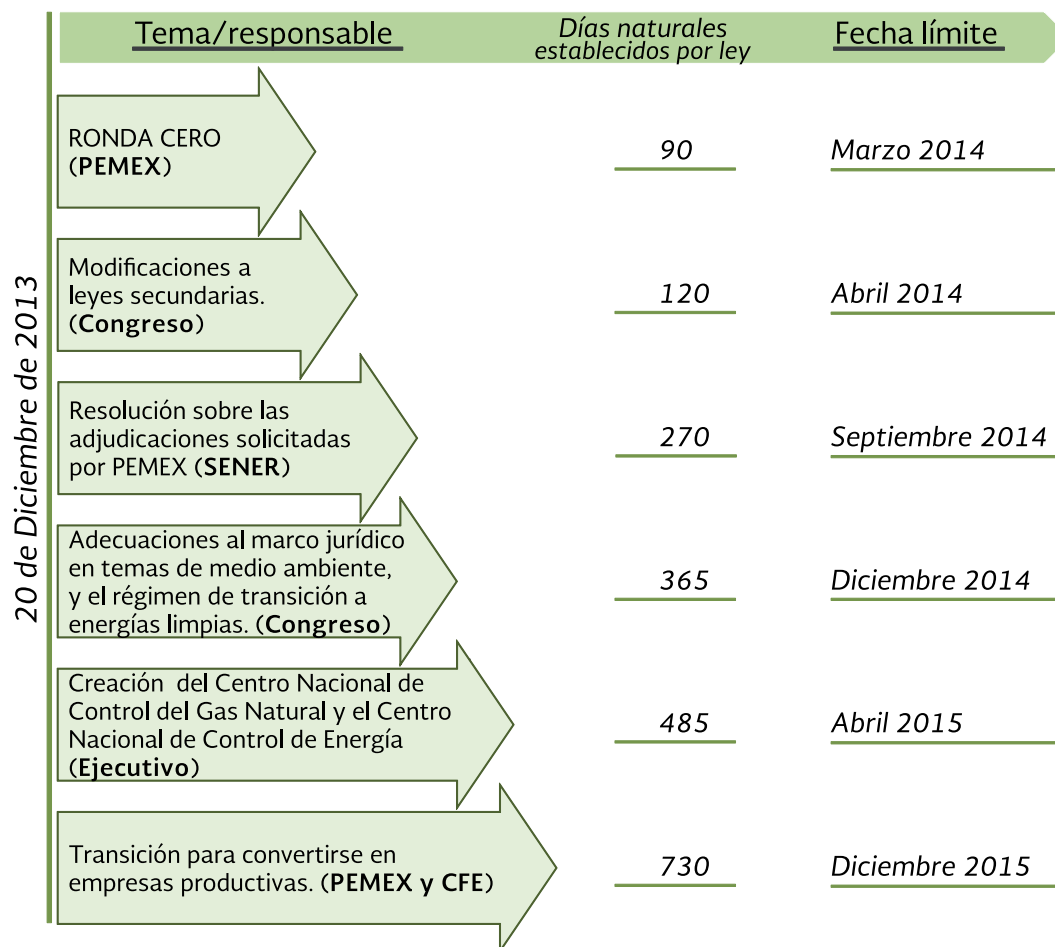 Tema/responsable
Días naturales
establecidos por ley
Fecha límite
20 de Diciembre de 2013
RONDA CERO
(PEMEX)
90
Marzo 2014
Modificaciones a
leyes secundarias.
(Congreso)
120
Abril 2014
Resolución sobre las
adjudicaciones solicitadas
por PEMEX (SENER)
270
Septiembre 2014
Adecuaciones al marco jurídico
en temas de medio ambiente,
y el régimen de transición a
energías limpias. (Congreso)
365
Diciembre 2014
Creación del Centro Nacional de
Control del Gas Natural y el Centro
Nacional de Control de Energía
(Ejecutivo)
485
Abril 2015
Transición para convertirse en
empresas productivas. (PEMEX y CFE)
730
Diciembre 2015